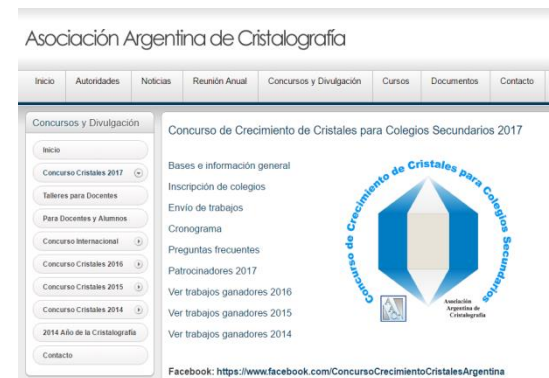 Asociación Argentina de Cristalografía
Inicio Autoridades Noticias Reunión Anual Concursos y Divulgación Cursos Documentos Contacto
Concursos y Divulgación
Inicio
Concurso Cristales 2017
Talleres para Docentes
Para Docentes y Alumnos
Concurso Internacional
Concurso Cristales 2016
Concurso Cristales 2015
Concurso Cristales 2014
2014 Año de la Cristalografía
Contacto
Concurso de Crecimiento de Cristales para Colegios Secundarios 2017
Bases e información general
Inscripción de colegios
Envío de trabajos
Cronograma
Preguntas frecuentes
Patrocinadores 2017
Ver trabajos ganadores 2016
Ver trabajos ganadores 2015
Ver trabajos ganadores 2014
Concurso de Crecimiento de Cristales para Colegios Secundarios
Asociación
Argentina de
Cristalografía
Facebook: https://www.facebook.com/ConcursoCrecimientoCristalesArgentina